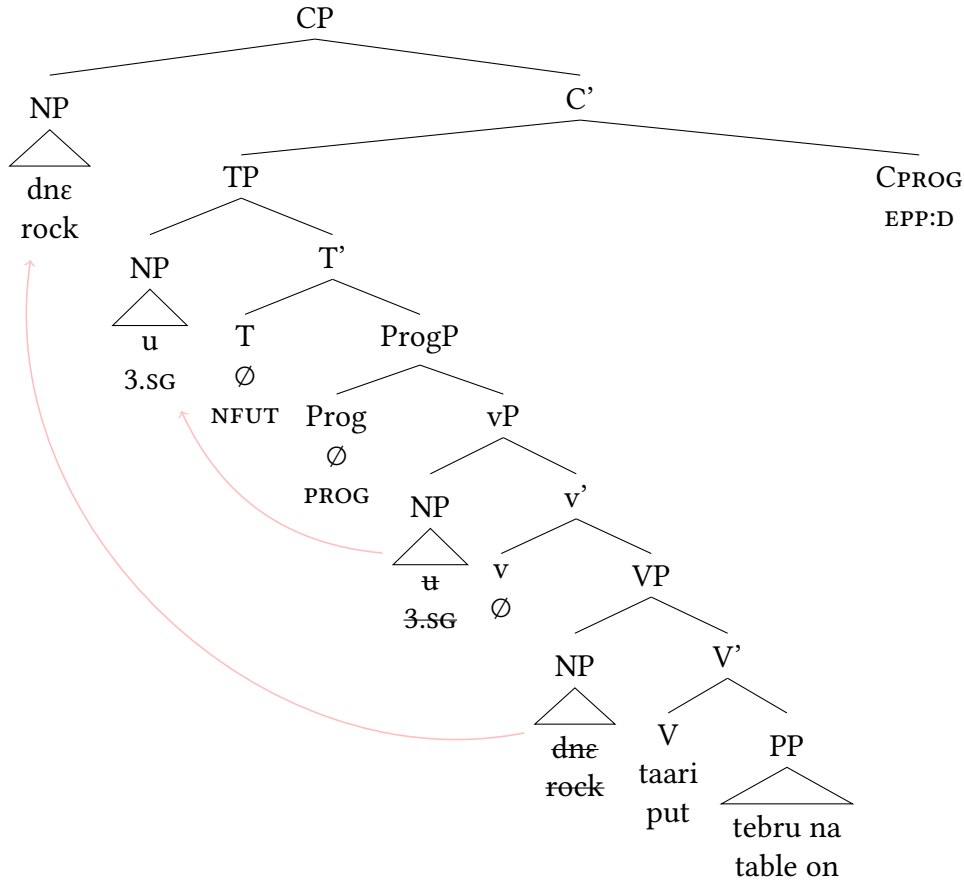 CP
NP
C’
dnɛ
rock
TP
CPROG
EPP:D
NP
T’
u
3.SG
T
∅
NFUT
ProgP
Prog
∅
PROG
vP
NP
v’
u
3.SG
v
∅
VP
NP
V’
dnɛ
rock
V
taari
put
PP
tebru na
table on